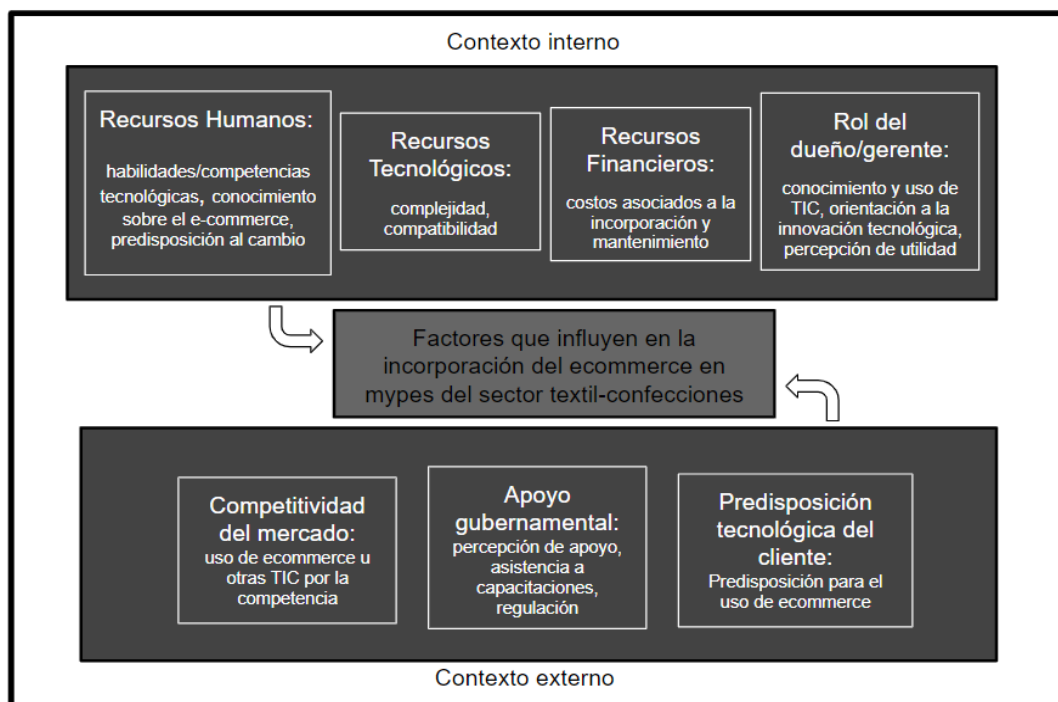 Contexto interno
Recursos Humanos:
habilidades/competencias
tecnológicas, conocimiento
sobre el e-commerce,
predisposición al cambio
Recursos
Tecnológicos:
complejidad,
compatibilidad
Recursos
Financieros:
costos asociados a la
incorporación y
mantenimiento
Rol del
dueño/gerente:
conocimiento y uso de
TIC, orientación a la
innovación tecnológica,
percepción de utilidad
Factores que influyen en la
incorporación del ecommerce en
mypes del sector textil-confecciones
Competitividad
del mercado:
uso de ecommerce u
otras TIC por la
competencia
Apoyo
gubernamental:
percepción de apoyo,
asistencia a
capacitaciones,
regulación
Predisposición
tecnológica del
cliente:
Predisposición para el
uso de ecommerce
Contexto externo